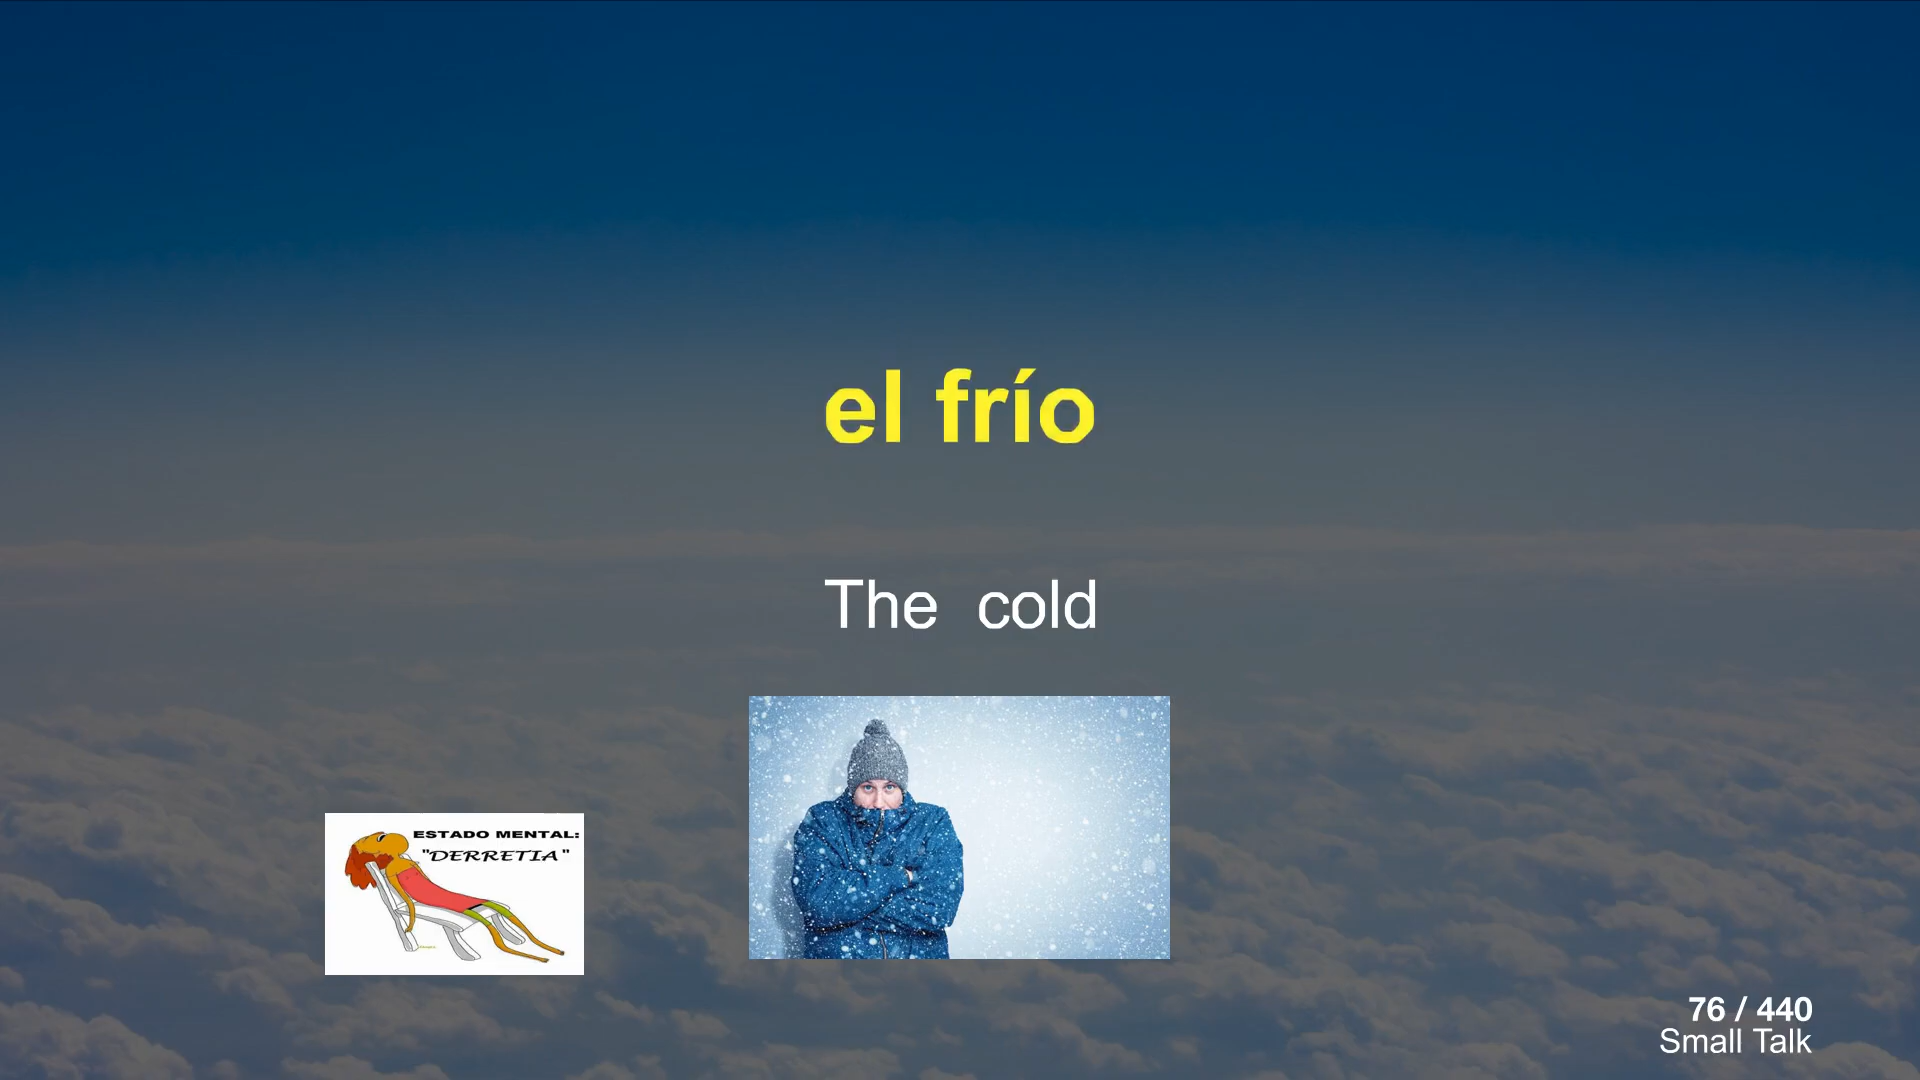 el frío
The cold
ESTADO MENTAL:
"DERRETIA"
76 / 440
Small Talk